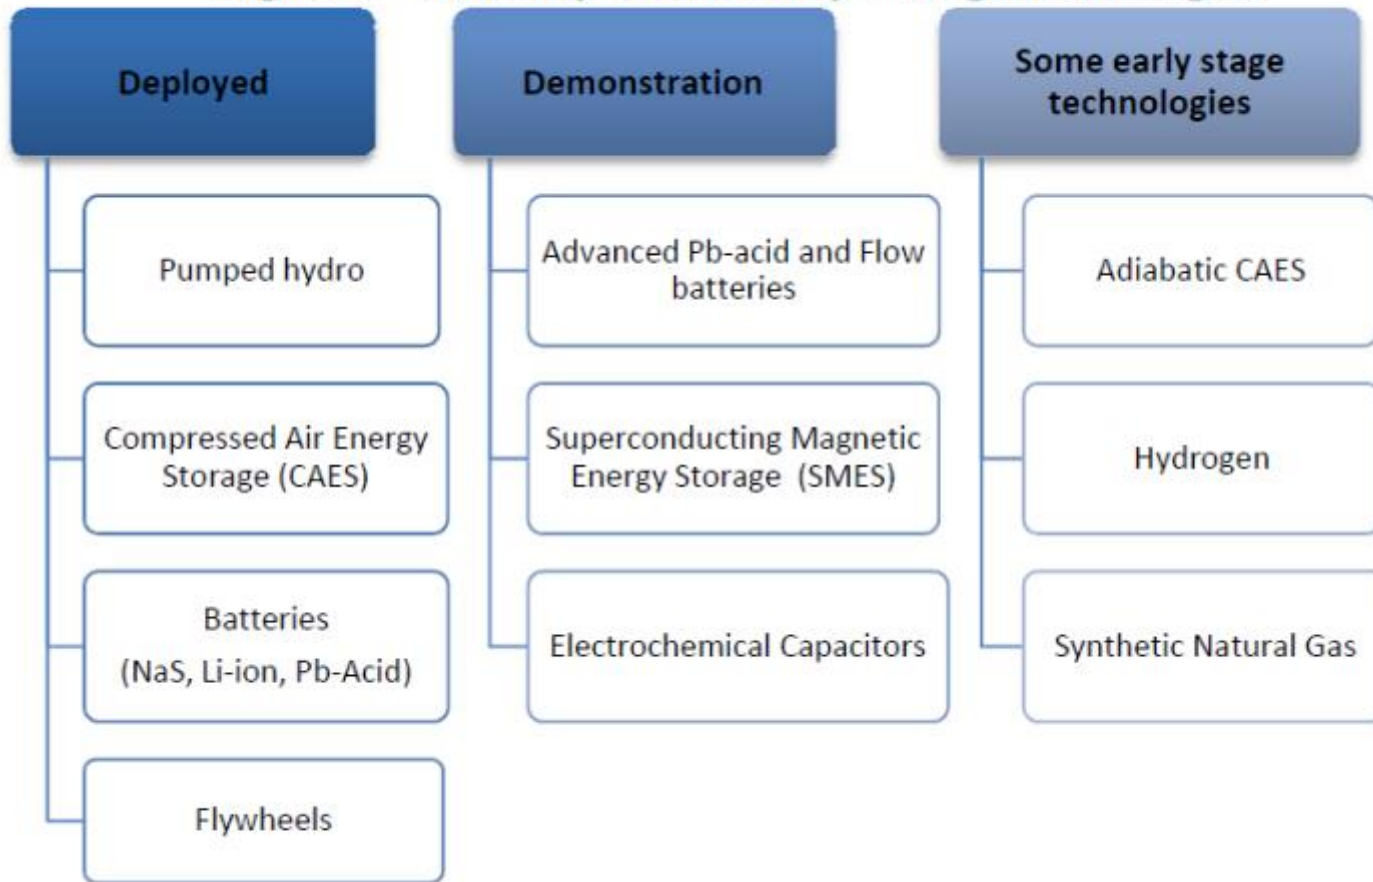 Deployed
Pumped hydro
Compressed Air Energy
Storage (CAES)
Batteries
(NaS, Li-ion, Pb-Acid)
Flywheels
Demonstration
Advanced Pb-acid and Flow
batteries
Superconducting Magnetic
Energy Storage (SMES)
Electrochemical Capacitors
Some early stage
technologies
Adiabatic CAES
Hydrogen
Synthetic Natural Gas